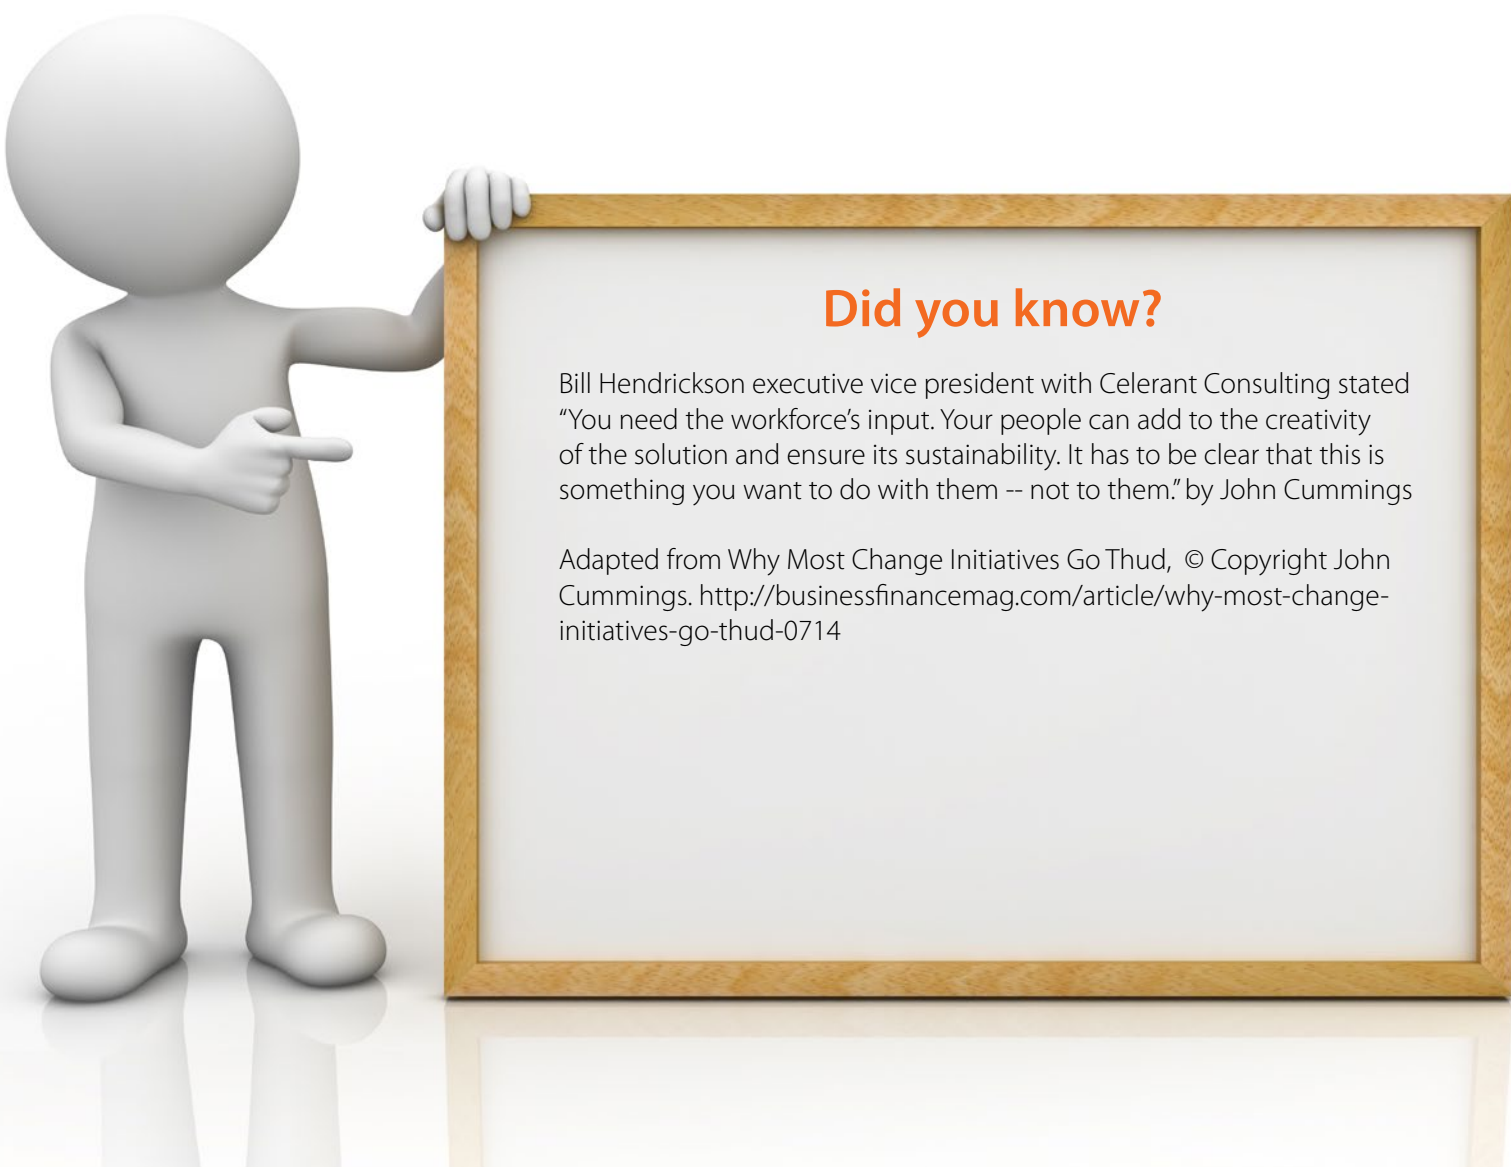 Did you know?
Bill Hendrickson executive vice president with Celerant Consulting stated
“You need the workforce’s input. Your people can add to the creativity
of the solution and ensure its sustainability. It has to be clear that this is
something you want to do with them -- not to them.” by John Cummings
Adapted from Why Most Change Initiatives Go Thud, © Copyright John
Cummings. http://businessfinancemag.com/article/why-most-change-
initiatives-go-thud-0714